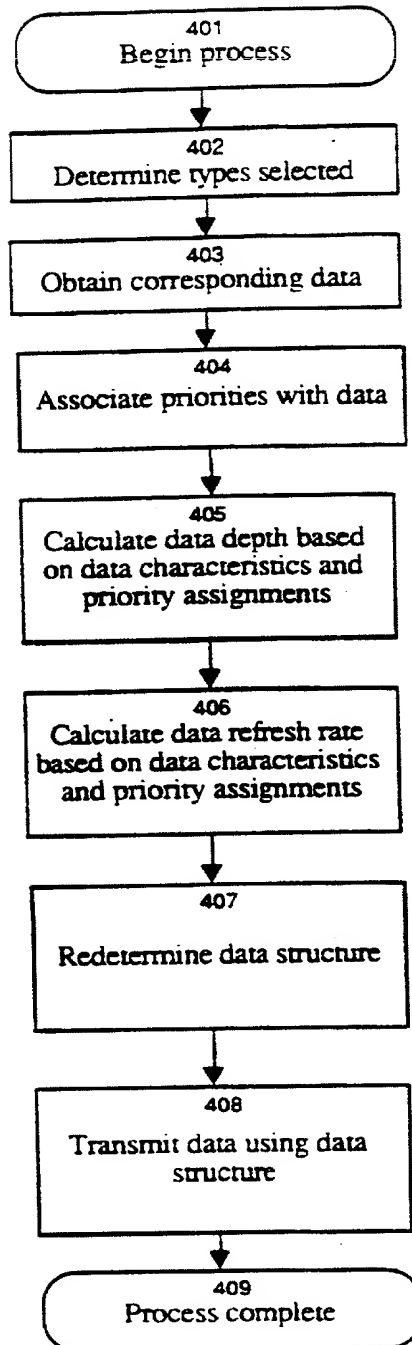 401
Begin process
402
Determine types selected
403
Obtain corresponding data
404
Associate priorities with data
405
Calculate data depth based
on data characteristics and
priority assignments
406
Calculate data refresh rate
based on data characteristics
and priority assignments
407
Redetermine data structure
408
Transmit data using data
structure
409
Process complete